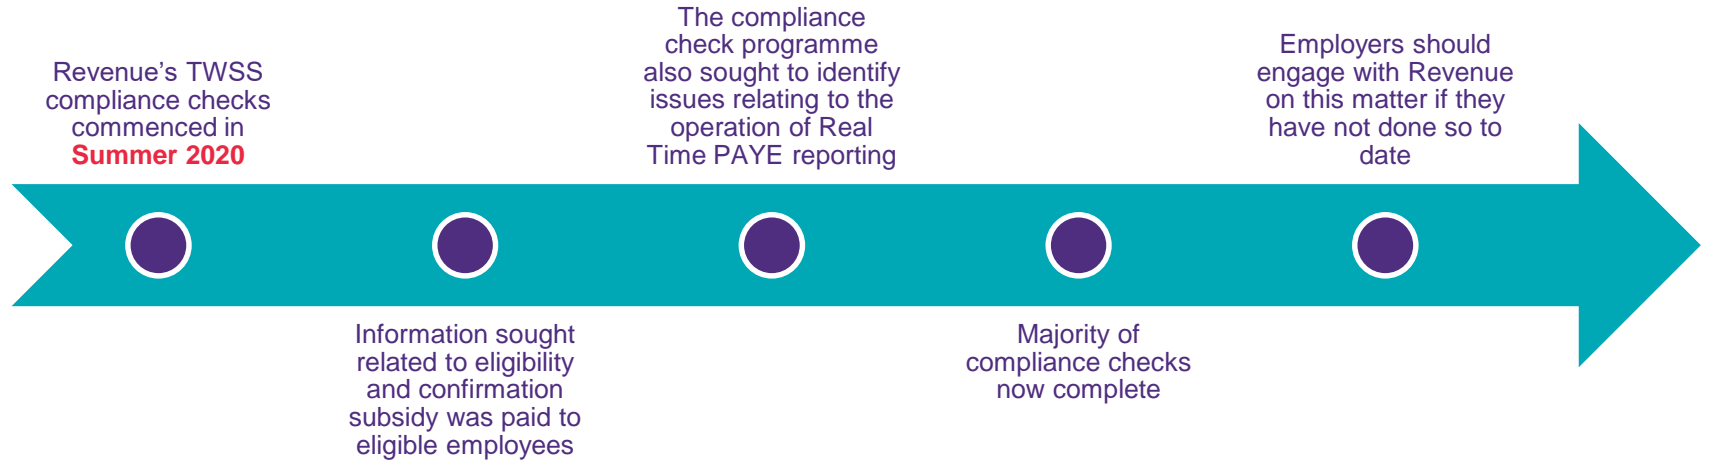 Revenue’s TWSS
compliance checks
commenced in
Summer 2020
Information sought
related to eligibility
and confirmation
subsidy was paid to
eligible employees
The compliance
check programme
also sought to identify
issues relating to the
operation of Real
Time PAYE reporting
Majority of
compliance checks
now complete
Employers should
engage with Revenue
on this matter if they
have not done so to
date